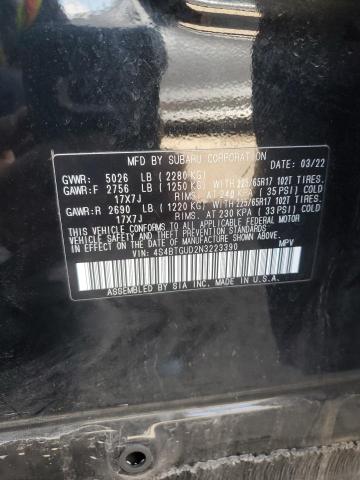 MFD BY SUBARU CORPORATION 03/22
GVWR: 5026 LB (2280 KG)
GAWR:F 2756 LB (1250 KG) WITH 225/65R17 102T TIRES.
17X7J RIMS. AT 240 KPA (35 PSI) COLD
GAWR:R 2690 LB (1220 KG) WITH 225/65R17 102T TIRES.
17X7J RIMS. AT 230 KPA (33 PSI) COLD
THIS VEHICLE CONFORMS TO ALL APPLICABLE FEDERAL
MOTOR VEHICLE SAFETY AND THEFT PREVENTION STANDARDS
IN EFFECT ON THE DATE OF MANUFACTURE SHOWN ABOVE.
VIN: 4S4BTGUD2N3223390 MPV
ASSEMBLED BY SIA INC. MADE IN U.S.A.